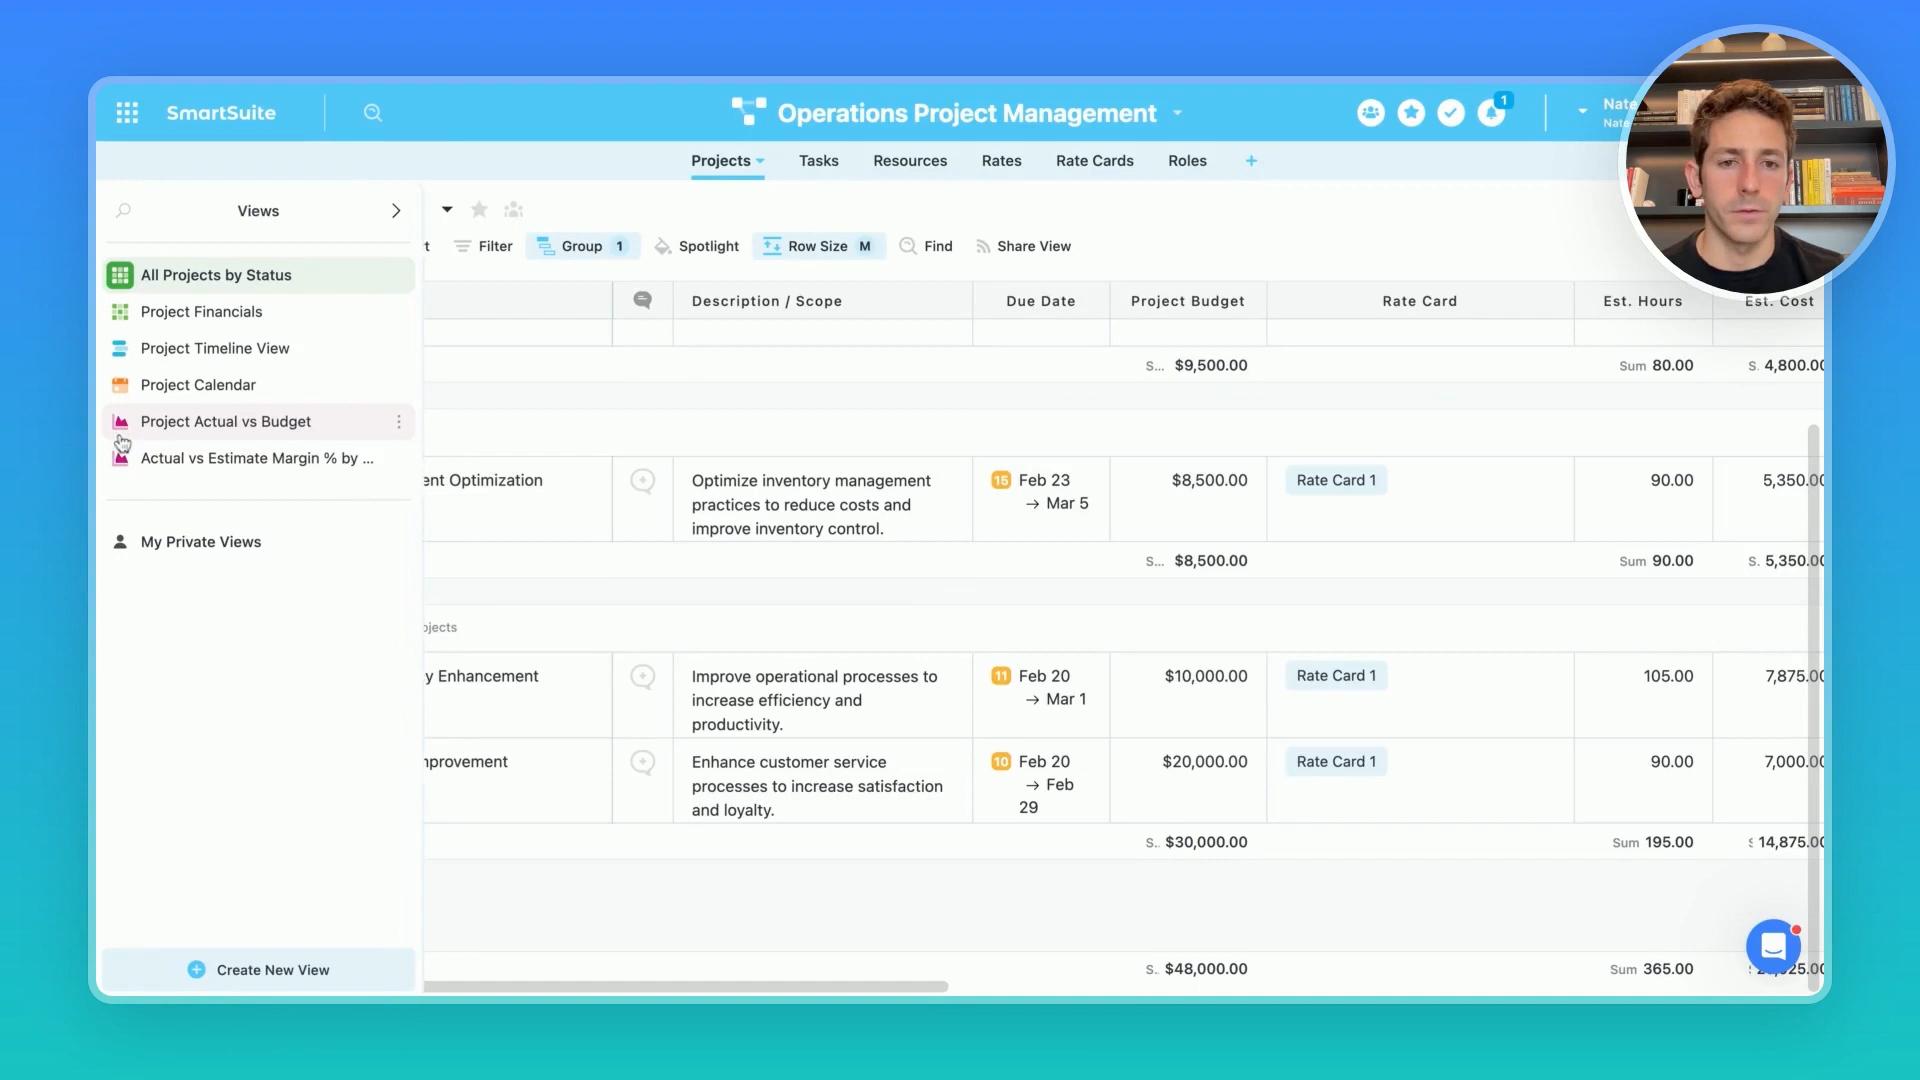 SmartSuite
Operations Project Management
1
Nate
Nate
Projects
Tasks
Resources
Rates
Rate Cards
Roles
Views
t
Filter
Group 1
Spotlight
Row Size M
Find
Share View
All Projects by Status
Project Financials
Project Timeline View
Project Calendar
Project Actual vs Budget
Actual vs Estimate Margin % by ...
My Private Views
Create New View
Description / Scope
Due Date
Project Budget
Rate Card
Est. Hours
Est. Cost
S... $9,500.00
Sum 80.00
S. 4,800.00
ent Optimization
Optimize inventory management
practices to reduce costs and
improve inventory control.
15 Feb 23
→ Mar 5
$8,500.00
Rate Card 1
90.00
5,350.00
S... $8,500.00
Sum 90.00
S. 5,350.00
ojects
y Enhancement
Improve operational processes to
increase efficiency and
productivity.
11 Feb 20
→ Mar 1
$10,000.00
Rate Card 1
105.00
7,875.00
nprovement
Enhance customer service
processes to increase satisfaction
and loyalty.
10 Feb 20
→ Feb
29
$20,000.00
Rate Card 1
90.00
7,000.00
S.. $30,000.00
Sum 195.00
14,875.00
S. $48,000.00
Sum 365.00